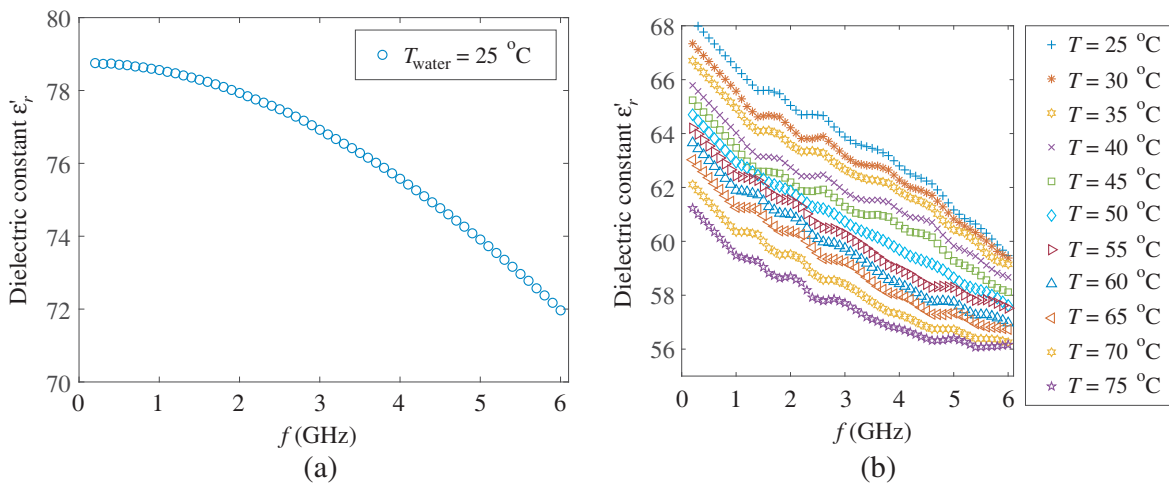 80
78
76
74
72
70
Dielectric constant ε'r
T_water = 25 °C
0 1 2 3 4 5 6
f (GHz)
(a)
68
66
64
62
60
58
56
Dielectric constant ε'r
0 1 2 3 4 5 6
f (GHz)
(b)
T = 25 °C
T = 30 °C
T = 35 °C
T = 40 °C
T = 45 °C
T = 50 °C
T = 55 °C
T = 60 °C
T = 65 °C
T = 70 °C
T = 75 °C